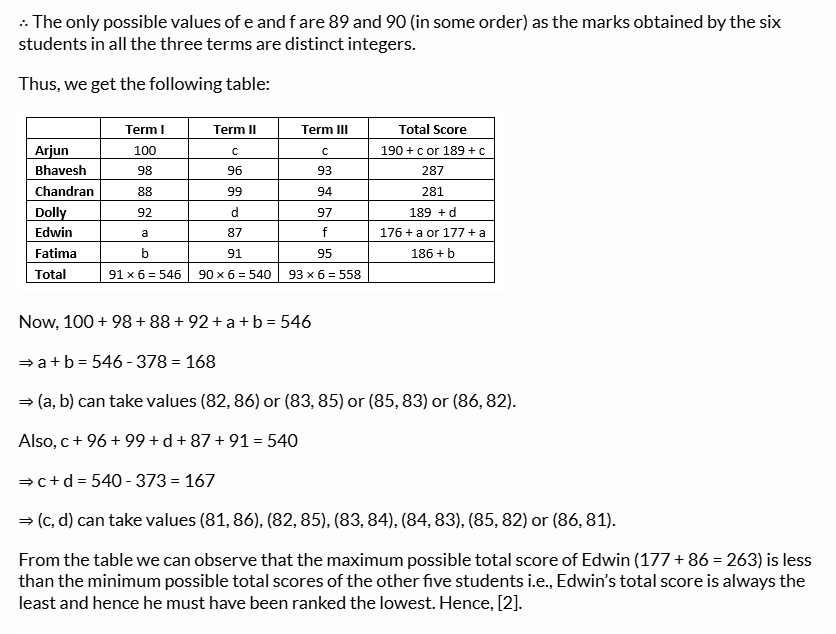 ∴ The only possible values of e and f are 89 and 90 (in some order) as the marks obtained by the six
students in all the three terms are distinct integers.
Thus, we get the following table:
Term I Term II Term III Total Score
Arjun 100 c c 190 + c or 189 + c
Bhavesh 98 96 93 287
Chandran 88 99 94 281
Dolly 92 d 97 189 + d
Edwin a 87 f 176 + a or 177 + a
Fatima b 91 95 186 + b
Total 91 × 6 = 546 90 × 6 = 540 93 × 6 = 558
Now, 100 + 98 + 88 + 92 + a + b = 546
⇒ a + b = 546 - 378 = 168
⇒ (a, b) can take values (82, 86) or (83, 85) or (85, 83) or (86, 82).
Also, c + 96 + 99 + d + 87 + 91 = 540
⇒ c + d = 540 - 373 = 167
⇒ (c, d) can take values (81, 86), (82, 85), (83, 84), (84, 83), (85, 82) or (86, 81).
From the table we can observe that the maximum possible total score of Edwin (177 + 86 = 263) is less
than the minimum possible total scores of the other five students i.e., Edwin’s total score is always the
least and hence he must have been ranked the lowest. Hence, [2].